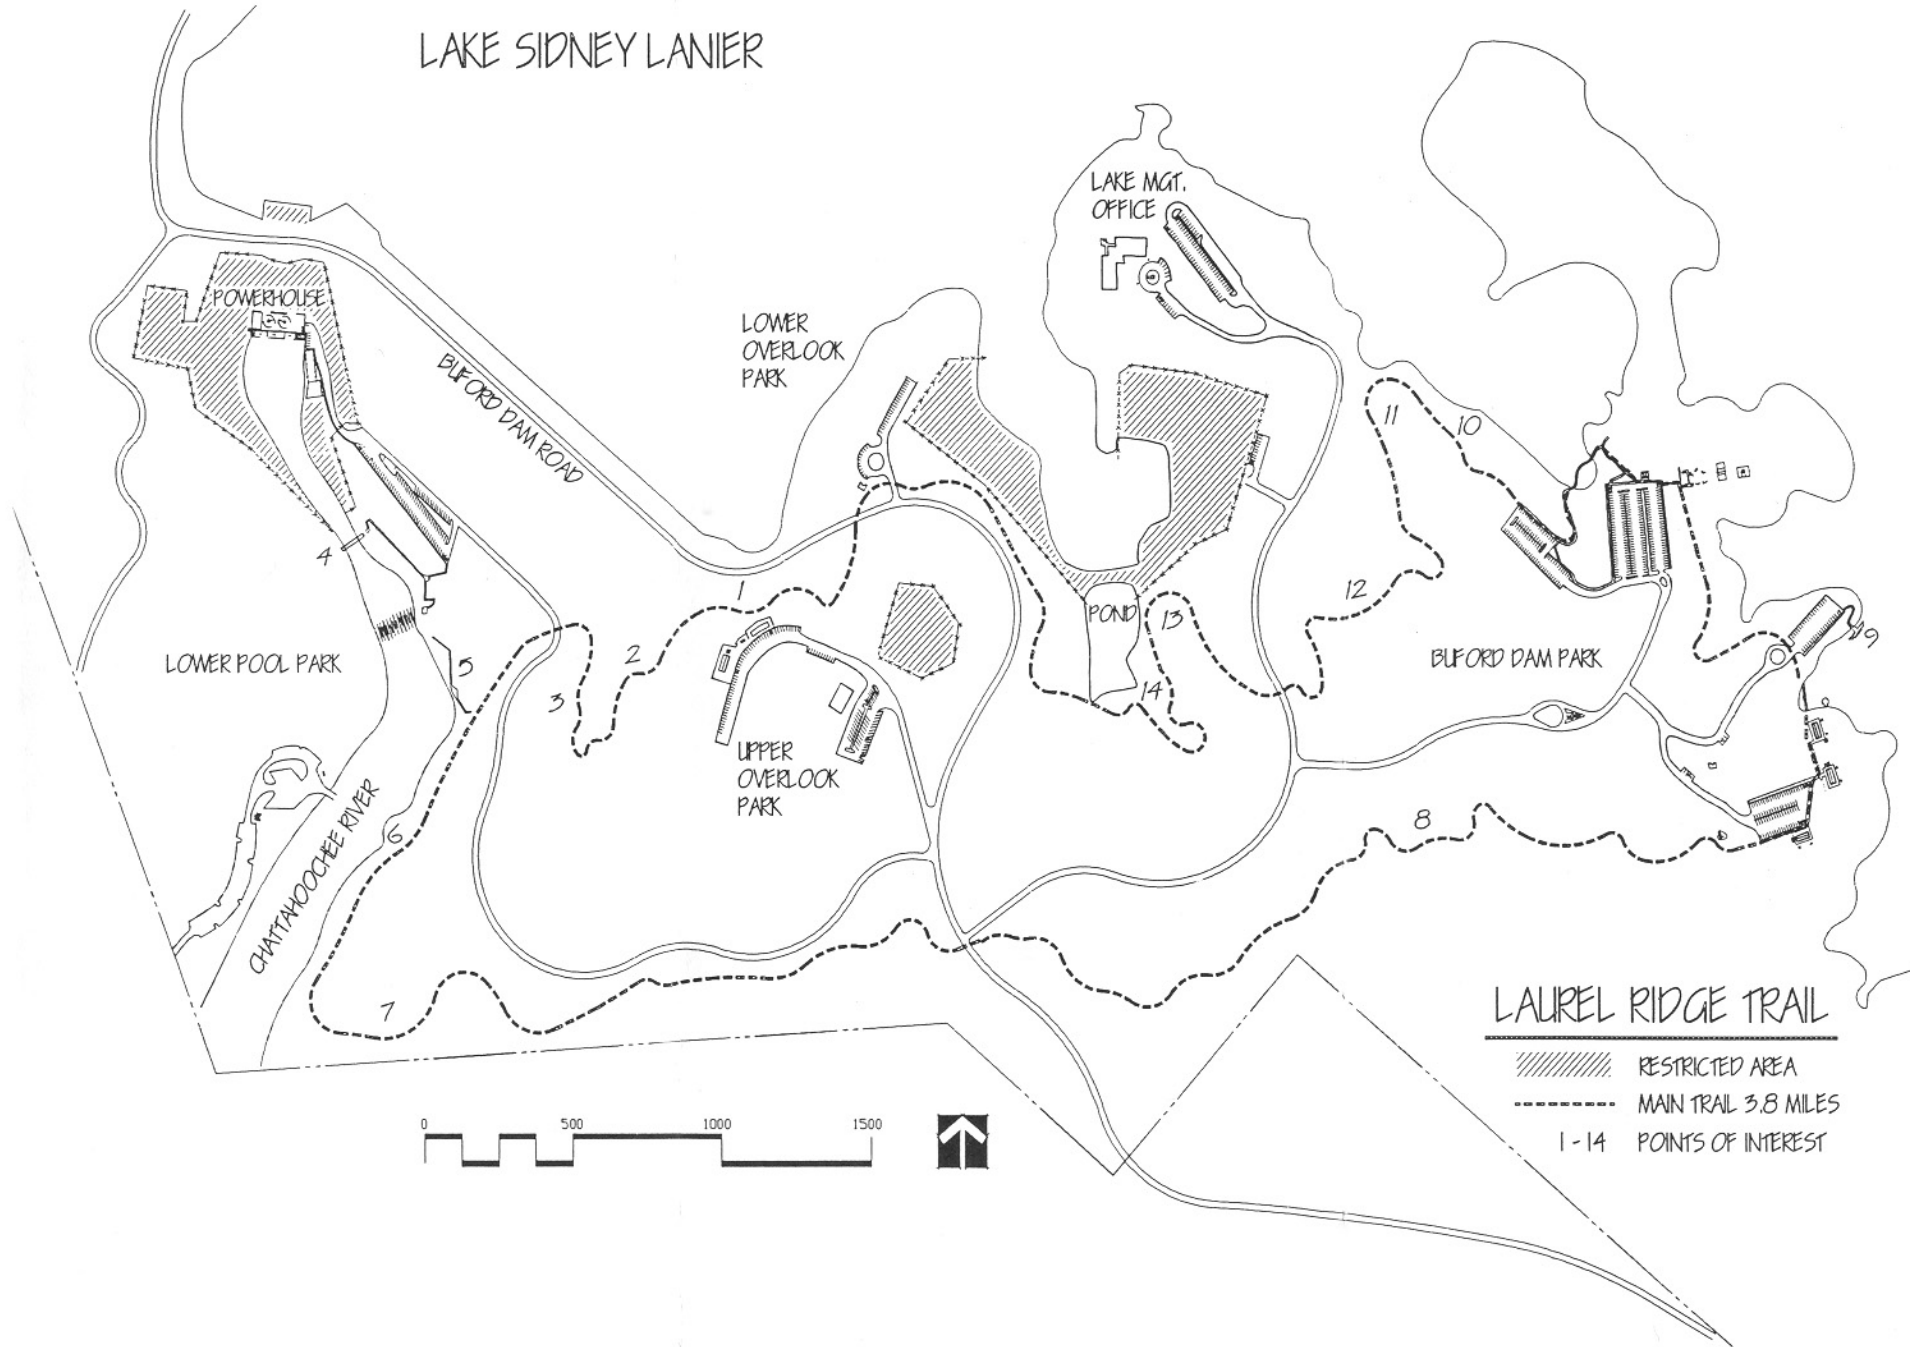 LAKE SIDNEY LANIER
LAKE MGT.
OFFICE
POWERHOUSE
LOWER
OVERLOOK
PARK
BUFORD DAM ROAD
11
10
4
12
1
POND
13
2
5
LOWER POOL PARK
BUFORD DAM PARK
9
3
14
UPPER
OVERLOOK
PARK
6
8
CHATTAHOOCHEE RIVER
7
LAUREL RIDGE TRAIL
RESTRICTED AREA
MAIN TRAIL 3.8 MILES
1-14 POINTS OF INTEREST
0 500 1000 1500